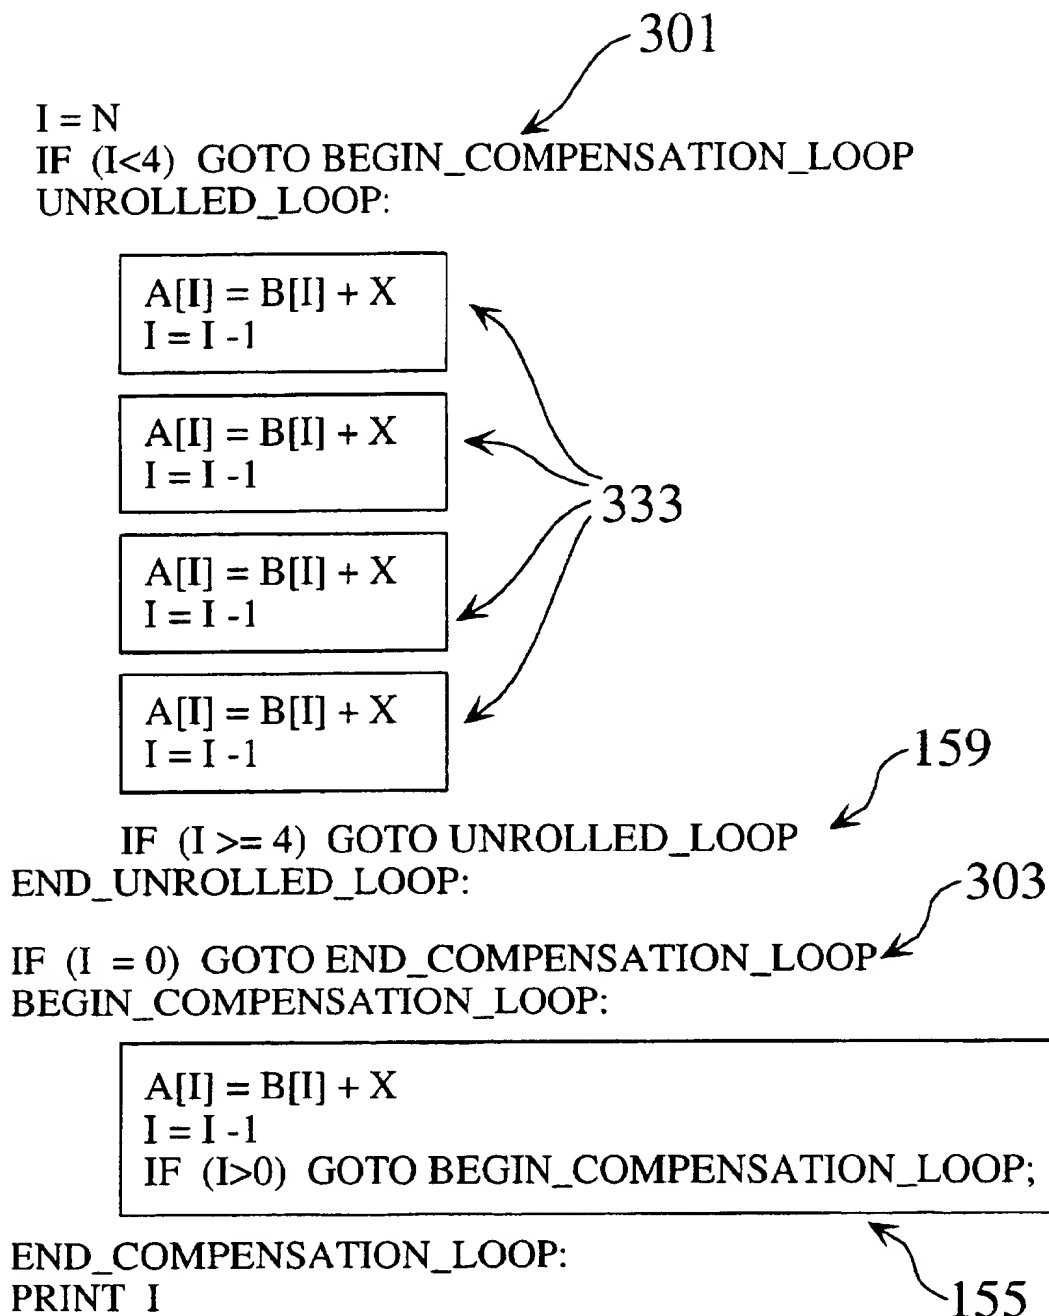 301
I = N
IF (I<4) GOTO BEGIN_COMPENSATION_LOOP
UNROLLED_LOOP:
A[I] = B[I] + X
I = I -1
A[I] = B[I] + X
I = I -1
333
A[I] = B[I] + X
I = I -1
A[I] = B[I] + X
I = I -1
159
IF (I >= 4) GOTO UNROLLED_LOOP
END_UNROLLED_LOOP:
303
IF (I = 0) GOTO END_COMPENSATION_LOOP
BEGIN_COMPENSATION_LOOP:
A[I] = B[I] + X
I = I -1
IF (I>0) GOTO BEGIN_COMPENSATION_LOOP;
END_COMPENSATION_LOOP:
PRINT I
155